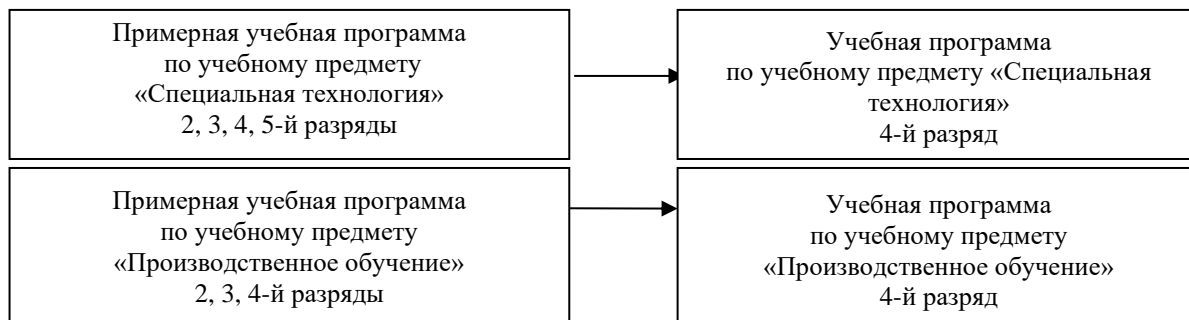 Примерная учебная программа
по учебному предмету
«Специальная технология»
2, 3, 4, 5-й разряды
Учебная программа
по учебному предмету «Специальная
технология»
4-й разряд
Примерная учебная программа
по учебному предмету
«Производственное обучение»
2, 3, 4-й разряды
Учебная программа
по учебному предмету
«Производственное обучение»
4-й разряд